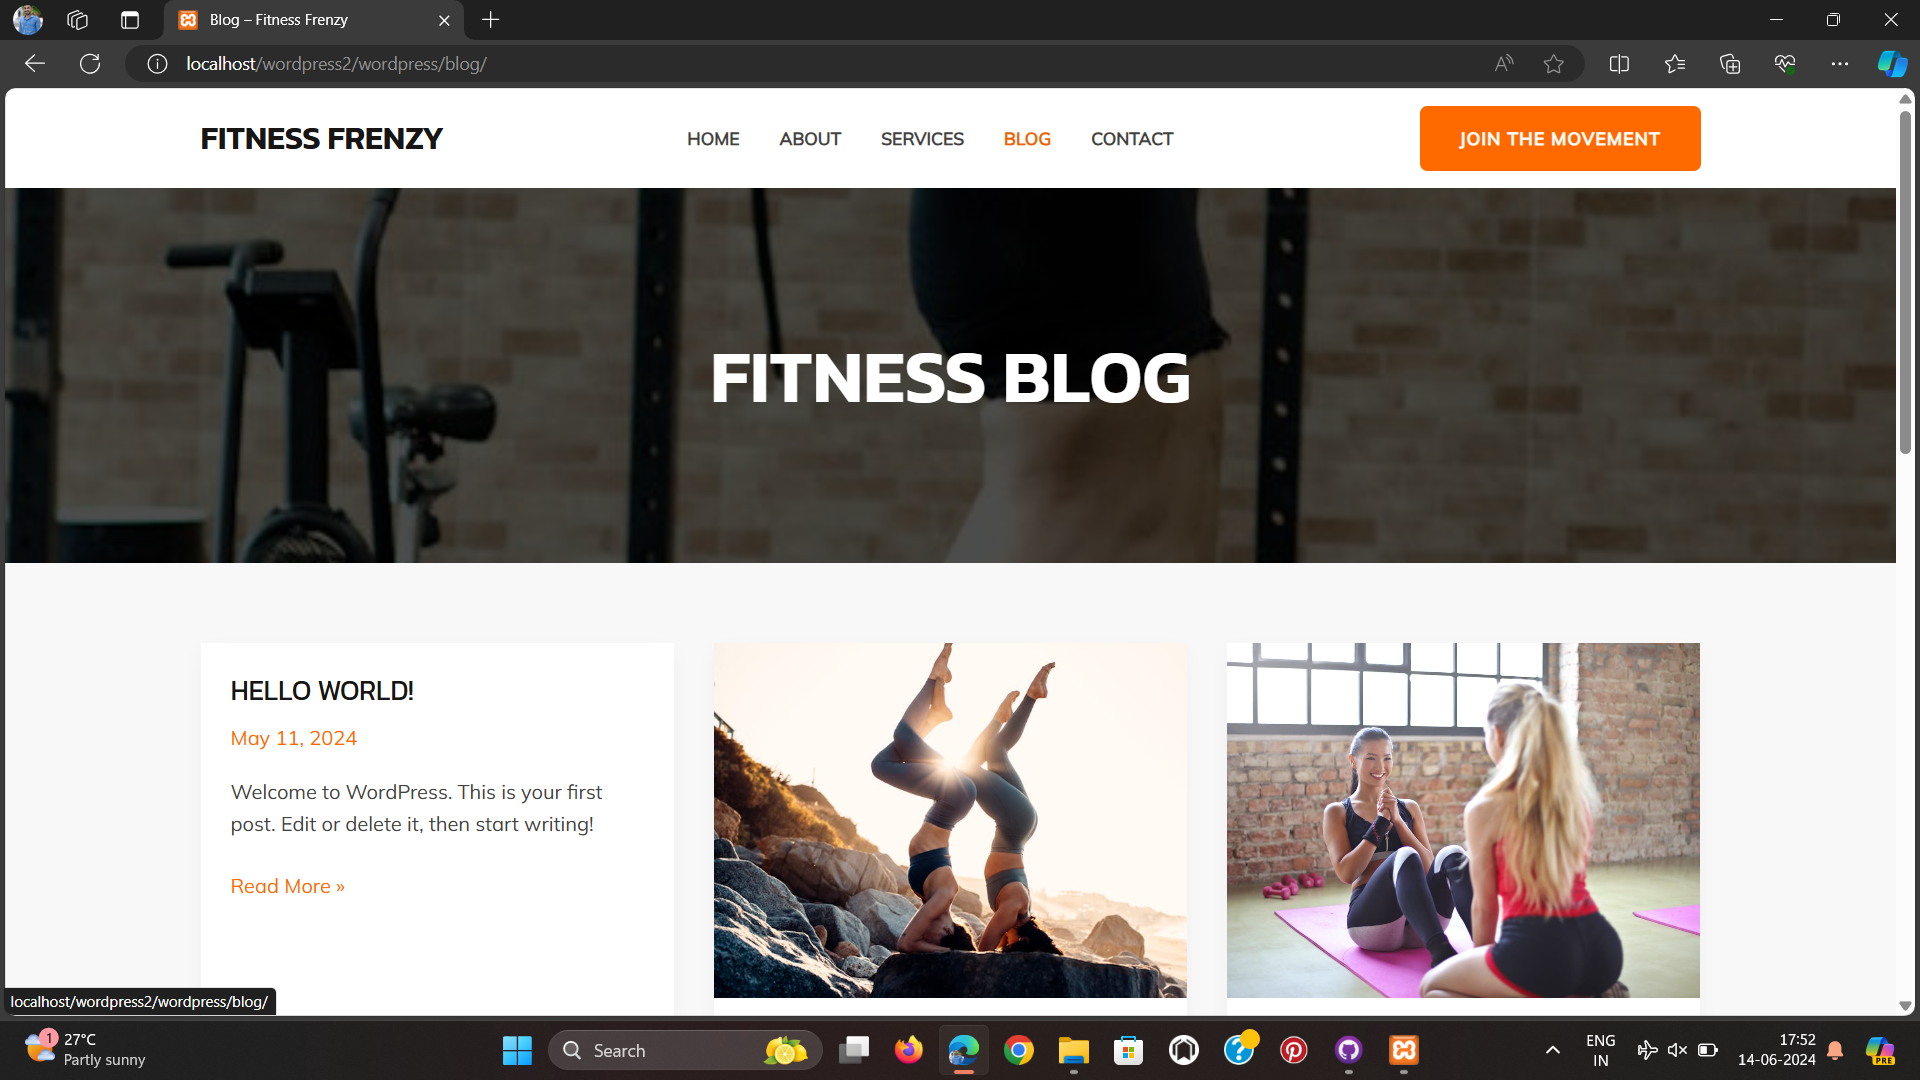 Blog – Fitness Frenzy
localhost/wordpress2/wordpress/blog/
FITNESS FRENZY
HOME
ABOUT
SERVICES
BLOG
CONTACT
JOIN THE MOVEMENT
FITNESS BLOG
HELLO WORLD!
May 11, 2024
Welcome to WordPress. This is your first
post. Edit or delete it, then start writing!
Read More »
localhost/wordpress2/wordpress/blog/
1
27°C
Partly sunny
Search
ENG
IN
17:52
14-06-2024
PRE